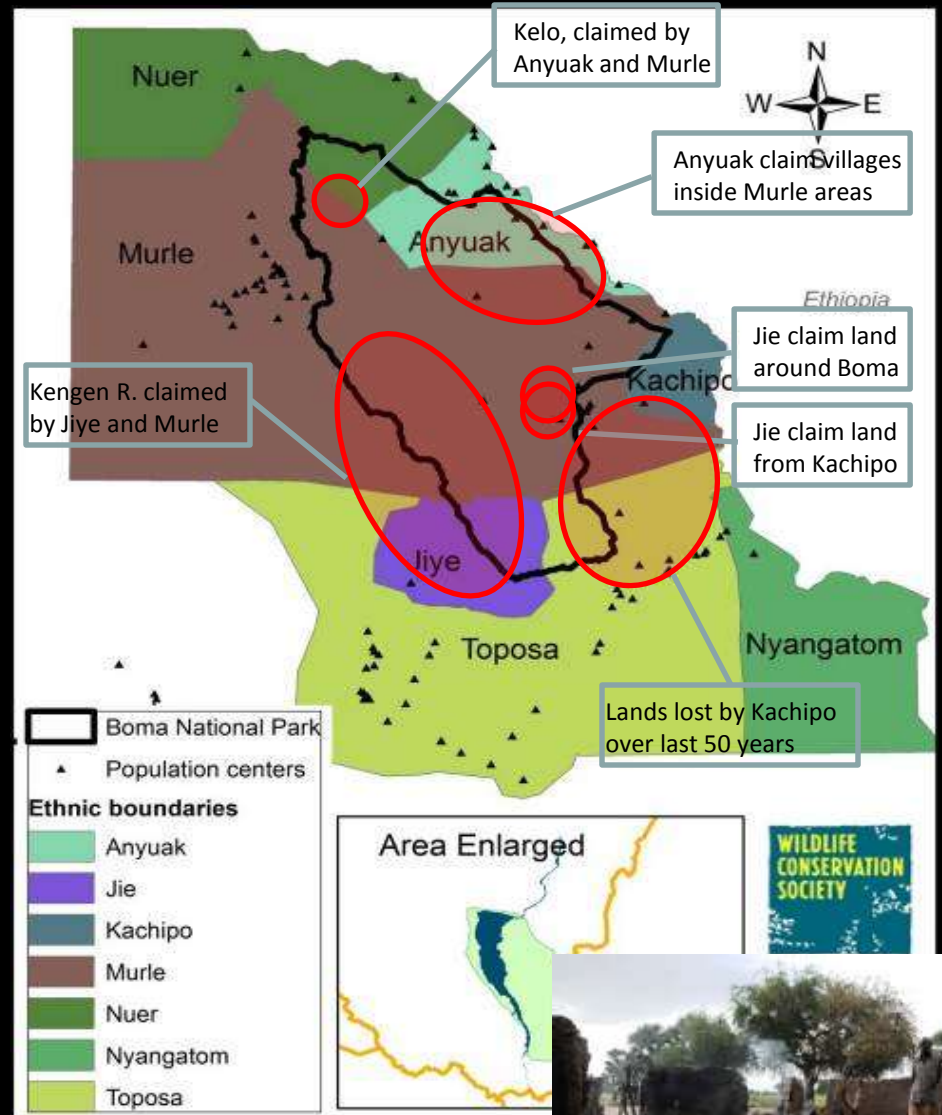 Kelo, claimed by
Anyuak and Murle
N
W
E
S
Nuer
Anyuak claim villages
inside Murle areas
Anyuak
Murle
Ethiopia
Jie claim land
around Boma
Kengen R. claimed
by Jiye and Murle
Kachipo
Jie claim land
from Kachipo
Jiye
Toposa
Nyangatom
Lands lost by Kachipo
over last 50 years
Boma National Park
Population centers
Ethnic boundaries
Anyuak
Jie
Kachipo
Murle
Nuer
Nyangatom
Toposa
Area Enlarged
WILDLIFE
CONSERVATION
SOCIETY